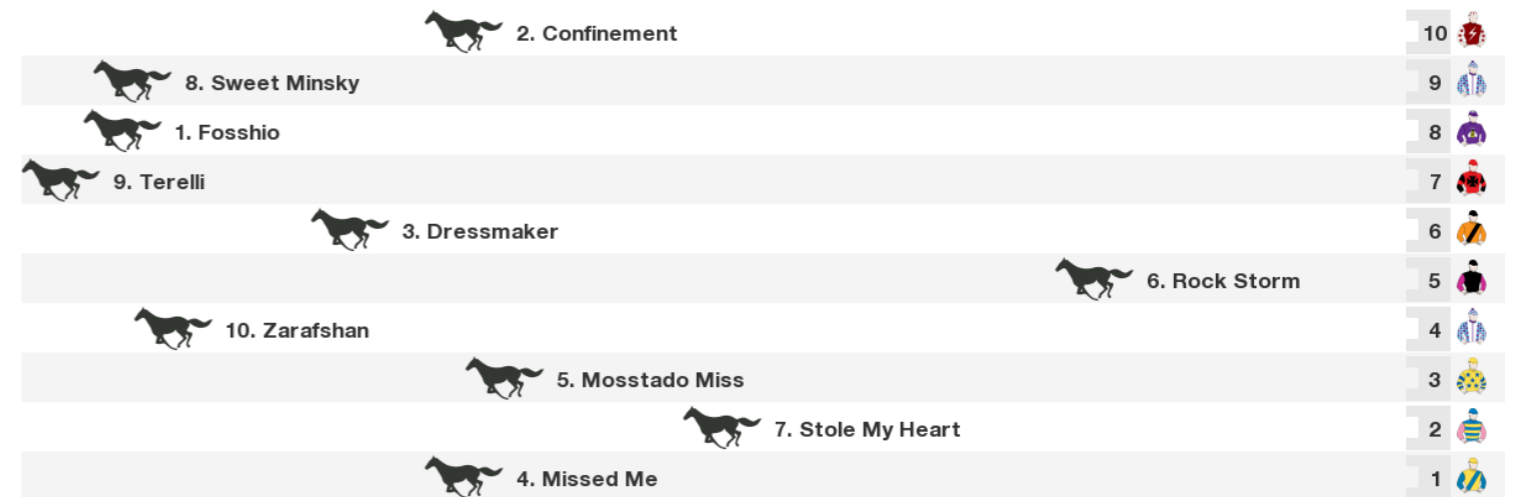 2. Confinement 10
8. Sweet Minsky 9
1. Fosshio 8
9. Terelli 7
3. Dressmaker 6
6. Rock Storm 5
10. Zarafshan 4
5. Mosstado Miss 3
7. Stole My Heart 2
4. Missed Me 1